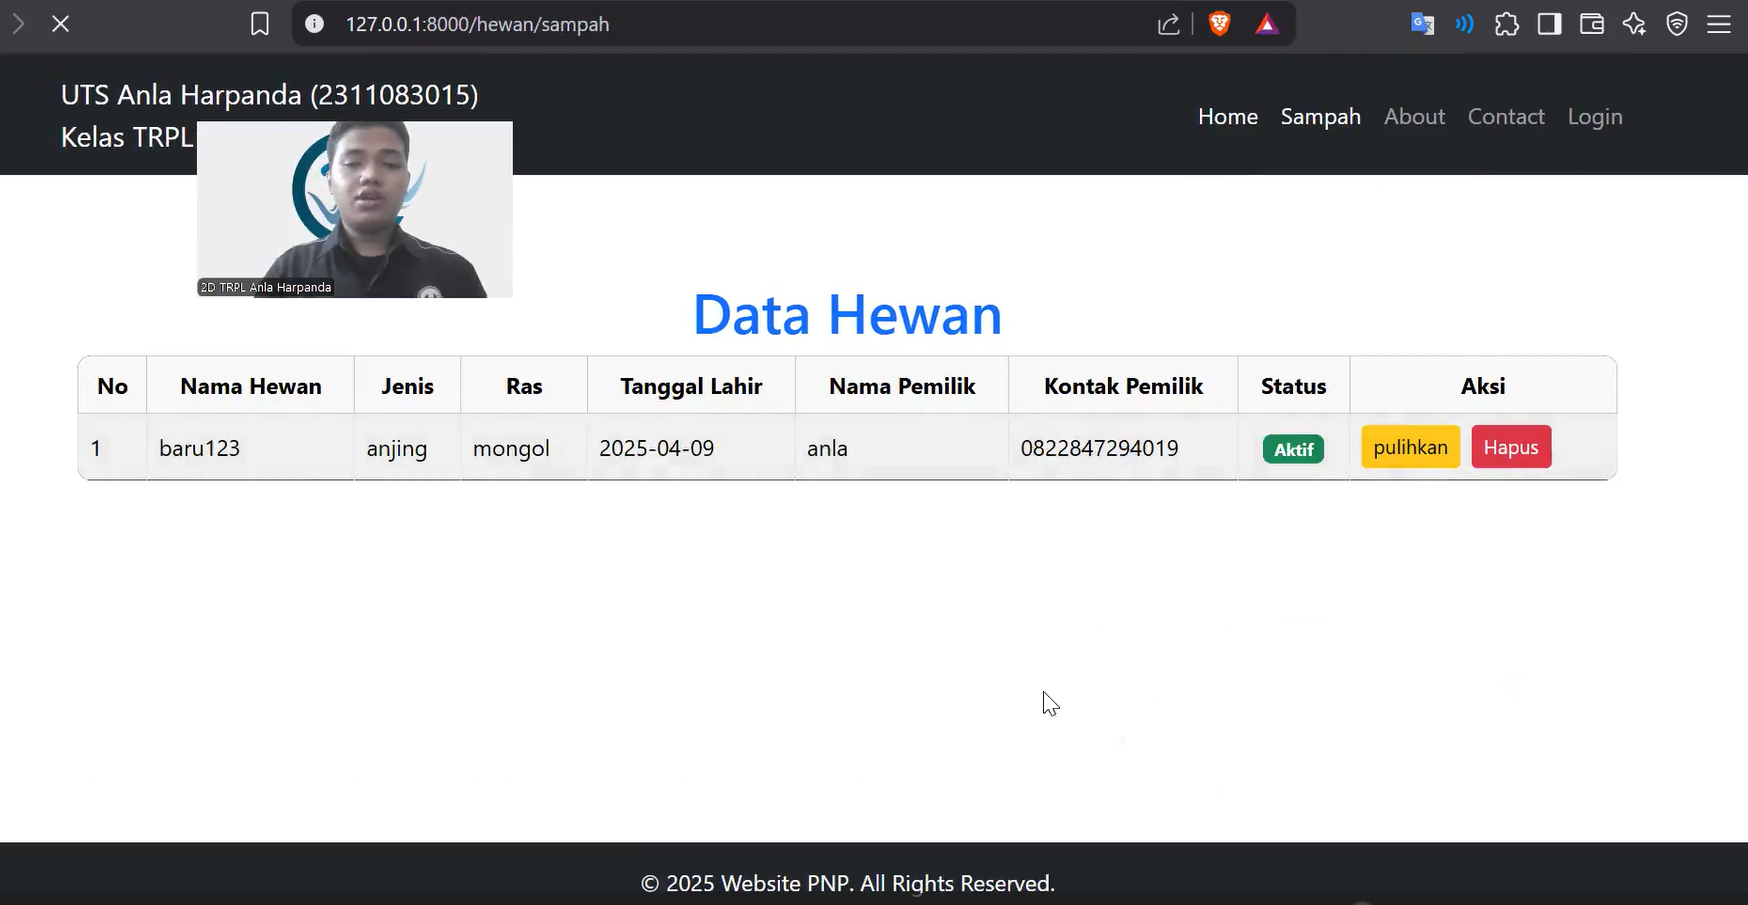 127.0.0.1:8000/hewan/sampah
UTS Anla Harpanda (2311083015)
Kelas TRPL
Home Sampah About Contact Login
2D TRPL Anla Harpanda
Data Hewan
No Nama Hewan Jenis Ras Tanggal Lahir Nama Pemilik Kontak Pemilik Status Aksi
1 baru123 anjing mongol 2025-04-09 anla 0822847294019 Aktif pulihkan Hapus
© 2025 Website PNP. All Rights Reserved.